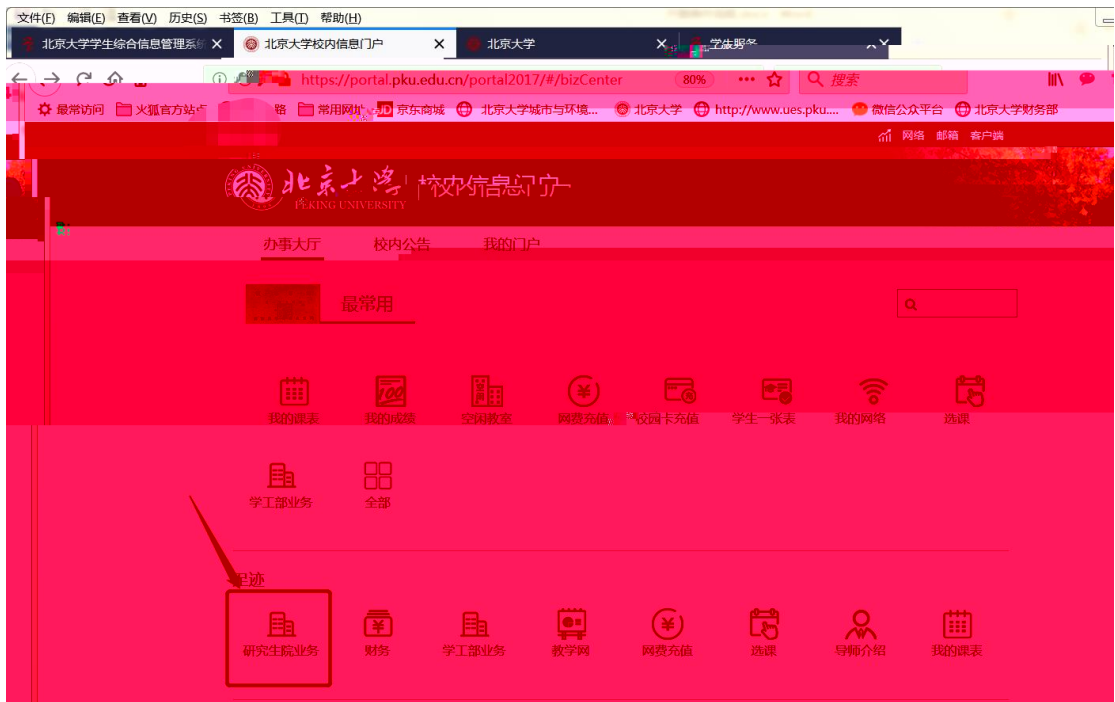 文件(F) 编辑(E) 查看(V) 历史(S) 书签(B) 工具(T) 帮助(H)
北京大学学生综合信息管理系统 北京大学校内信息门户 北京大学
https://portal.pku.edu.cn/portal2017/#/bizCenter 80% 搜索
最常访问 火狐官方站点 常用网址 JD 京东商城 北京大学城市与环境... 北京大学 http://www.ues.pku.... 微信公众平台 北京大学财务部
网络 邮箱 客户端
北京大学 校内信息门户
PEKING UNIVERSITY
办事大厅 校内公告 我的门户
最常用
我的课表 我的成绩 空闲教室 网费充值 校园卡充值 学生一张表 我的网络 选课
学工部业务 全部
足迹
研究生院业务 财务 学工部业务 教学网 网费充值 选课 导师介绍 我的课表